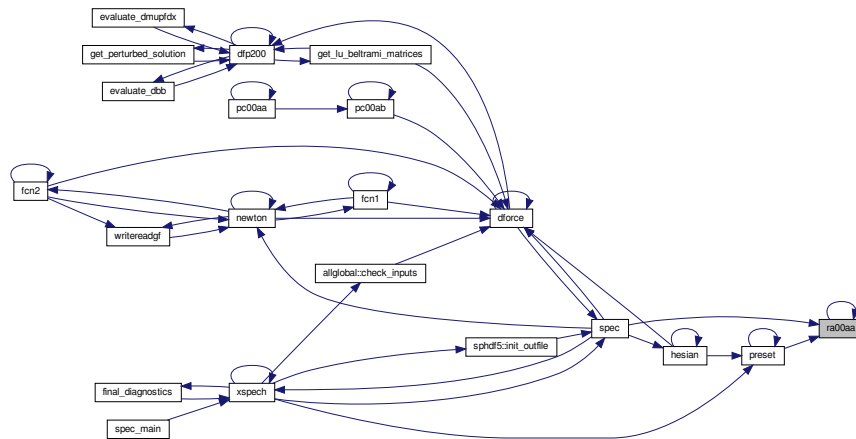 evaluate_dmupfdx
get_perturbed_solution
dfp200
get_lu_beltrami_matrices
evaluate_dbb
pc00aa
pc00ab
fcn2
fcn1
newton
dforce
writereadgf
allglobal::check_inputs
spec
ra00aa
sphdf5::init_outfile
hesian
preset
final_diagnostics
xspech
spec_main